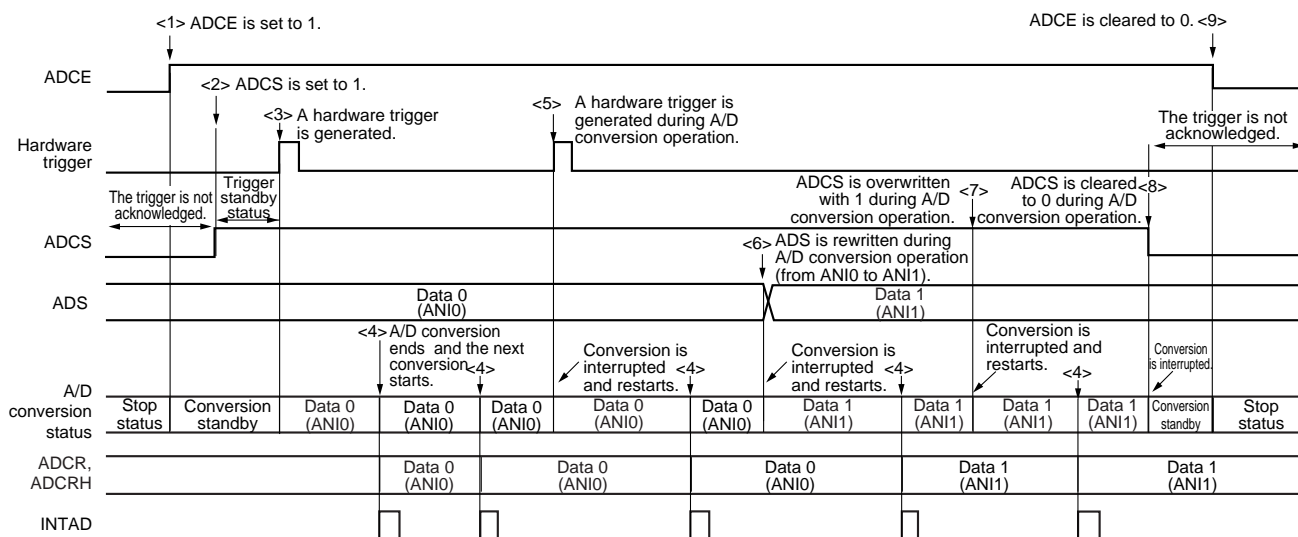 <1> ADCE is set to 1.
ADCE is cleared to 0. <9>
ADCE
<2> ADCS is set to 1.
<3> A hardware trigger
is generated.
<5> A hardware trigger is
generated during A/D
conversion operation.
The trigger is not
acknowledged.
Hardware
trigger
The trigger is not
acknowledged.
Trigger
standby
status
ADCS is overwritten
with 1 during A/D
conversion operation.
<7>
ADCS is cleared
to 0 during A/D
conversion operation.
<8>
ADCS
<6> ADS is rewritten during
A/D conversion operation
(from ANI0 to ANI1).
ADS
Data 0
(ANI0)
Data 1
(ANI1)
<4> A/D conversion
ends and the next
conversion
starts.
<4>
Conversion is
interrupted
and restarts.
<4>
Conversion is
interrupted
and restarts.
<4>
Conversion is
interrupted and
restarts.
<4>
Conversion
is interrupted.
A/D
conversion
status
Stop
status
Conversion
standby
Data 0
(ANI0)
Data 0
(ANI0)
Data 0
(ANI0)
Data 0
(ANI0)
Data 0
(ANI0)
Data 1
(ANI1)
Data 1
(ANI1)
Data 1
(ANI1)
Data 1
(ANI1)
Conversion
standby
Stop
status
ADCR,
ADCRH
Data 0
(ANI0)
Data 0
(ANI0)
Data 0
(ANI0)
Data 1
(ANI1)
Data 1
(ANI1)
INTAD